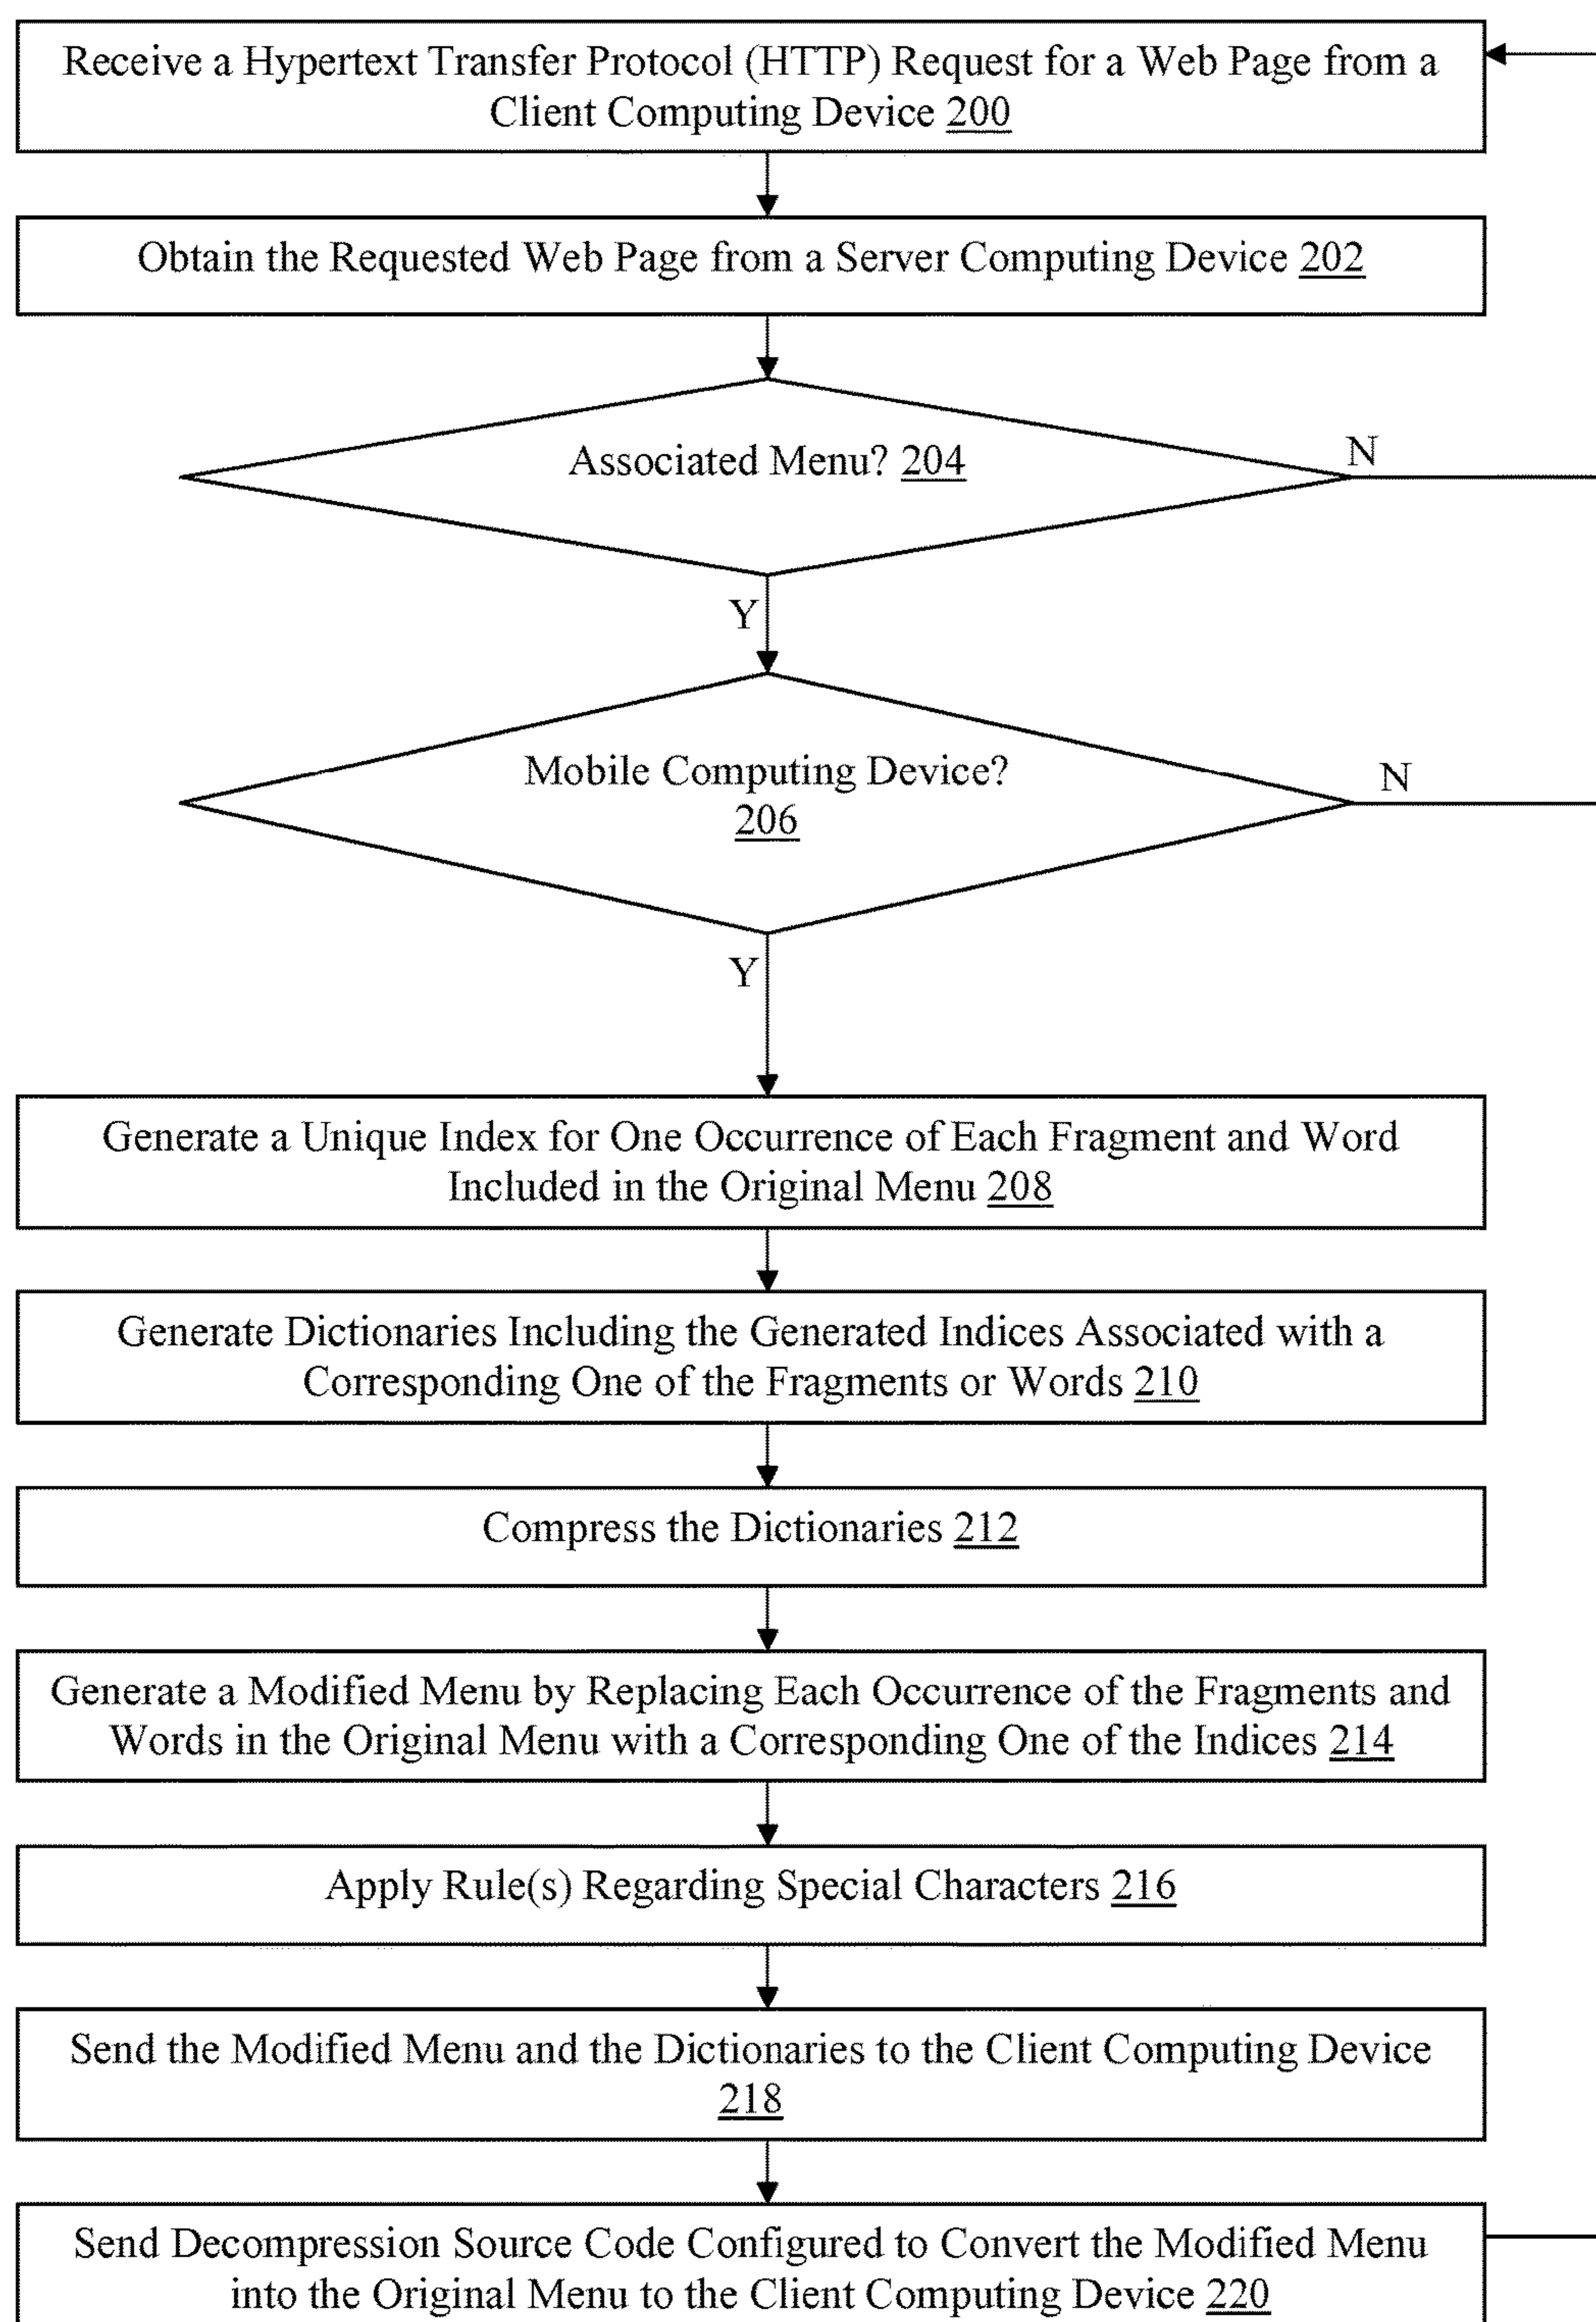 Receive a Hypertext Transfer Protocol (HTTP) Request for a Web Page from a
Client Computing Device 200
Obtain the Requested Web Page from a Server Computing Device 202
Associated Menu? 204
N
Y
Mobile Computing Device?
206
N
Y
Generate a Unique Index for One Occurrence of Each Fragment and Word
Included in the Original Menu 208
Generate Dictionaries Including the Generated Indices Associated with a
Corresponding One of the Fragments or Words 210
Compress the Dictionaries 212
Generate a Modified Menu by Replacing Each Occurrence of the Fragments and
Words in the Original Menu with a Corresponding One of the Indices 214
Apply Rule(s) Regarding Special Characters 216
Send the Modified Menu and the Dictionaries to the Client Computing Device
218
Send Decompression Source Code Configured to Convert the Modified Menu
into the Original Menu to the Client Computing Device 220